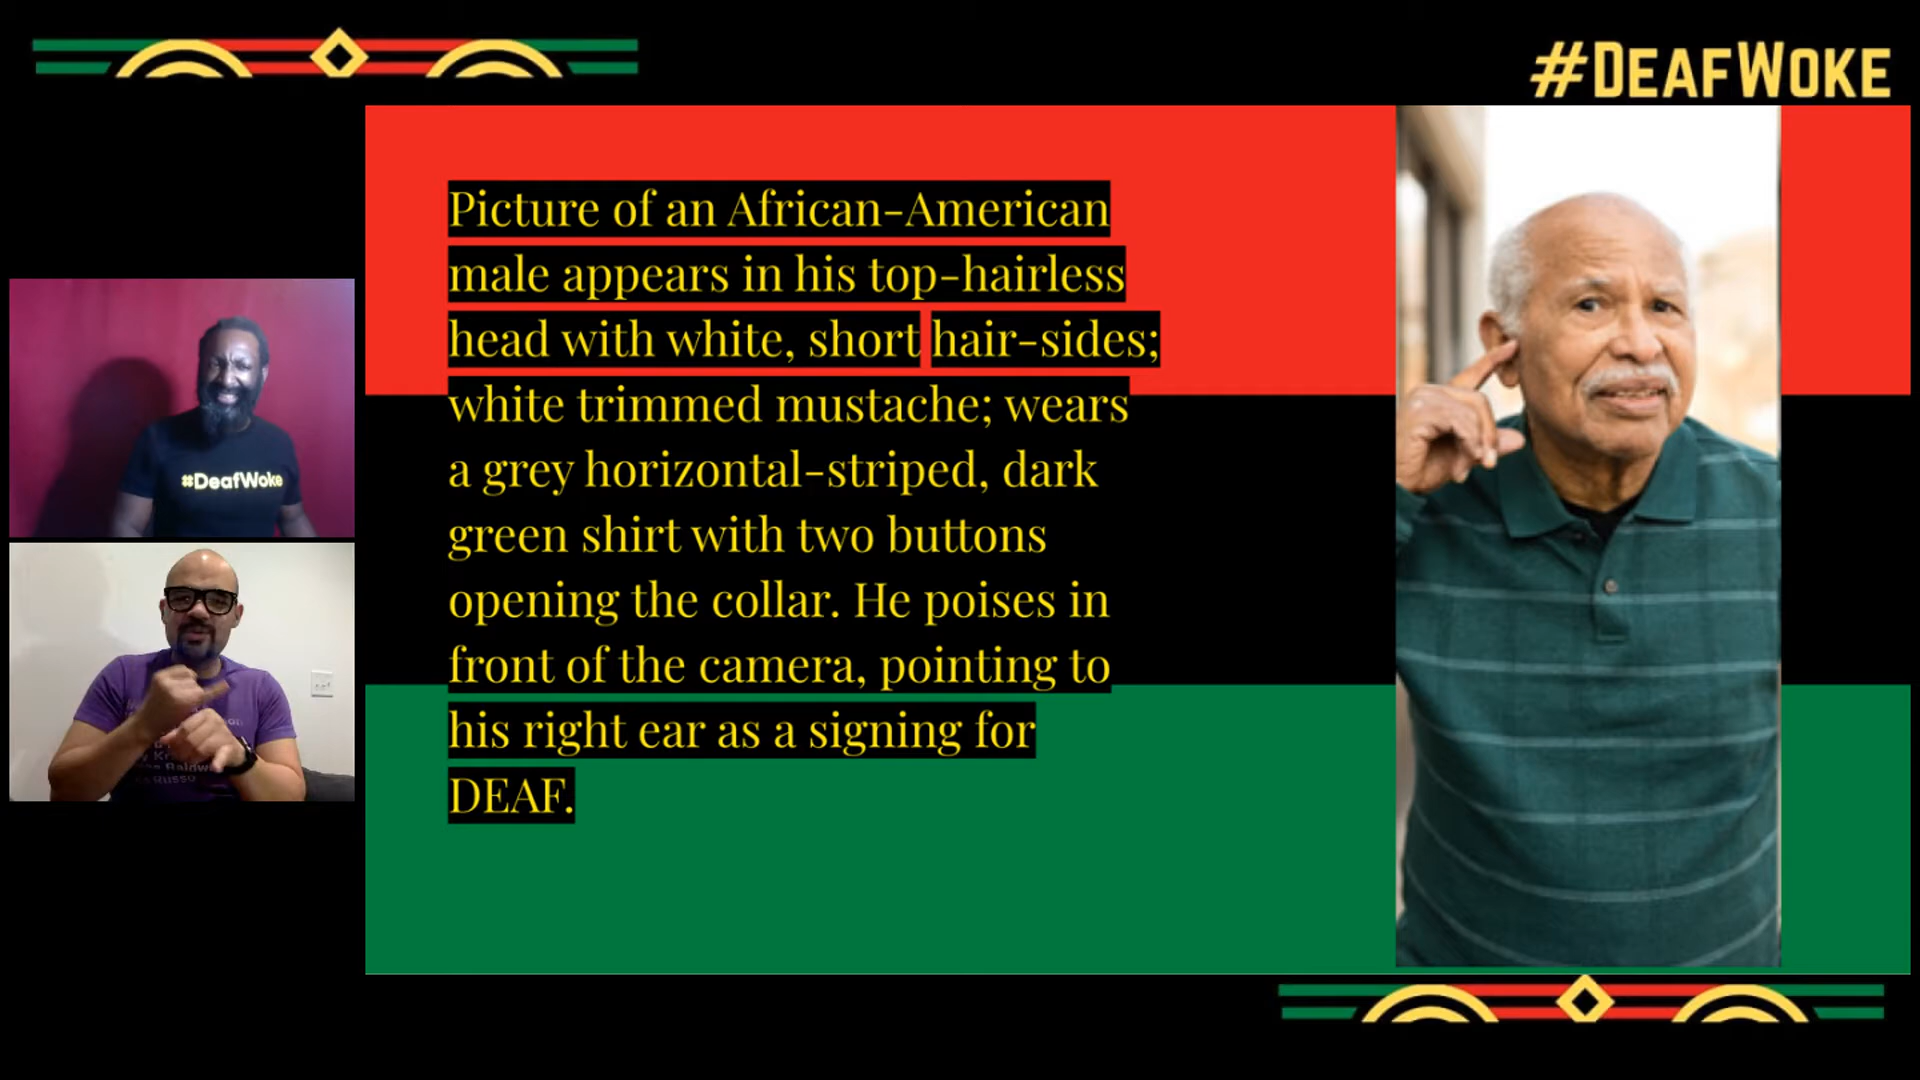 #DEAFWOKE
Picture of an African-American
male appears in his top-hairless
head with white, short hair-sides;
white trimmed mustache; wears
a grey horizontal-striped, dark
green shirt with two buttons
opening the collar. He poises in
front of the camera, pointing to
his right ear as a signing for
DEAF.
#DeafWoke
Baldw
Russo